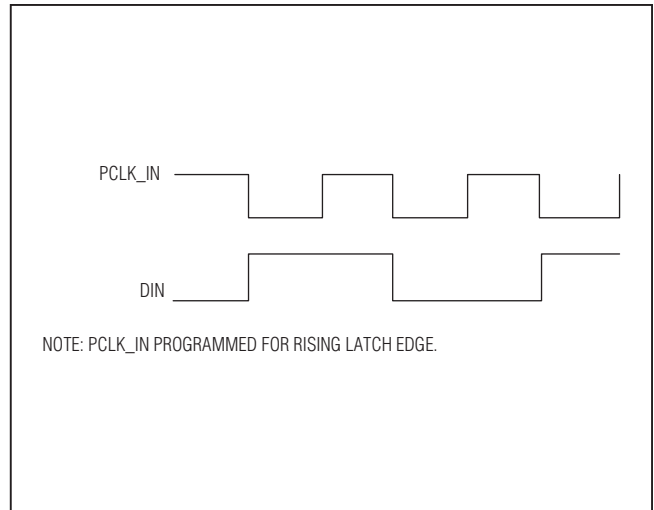 PCLK_IN
DIN
NOTE: PCLK_IN PROGRAMMED FOR RISING LATCH EDGE.